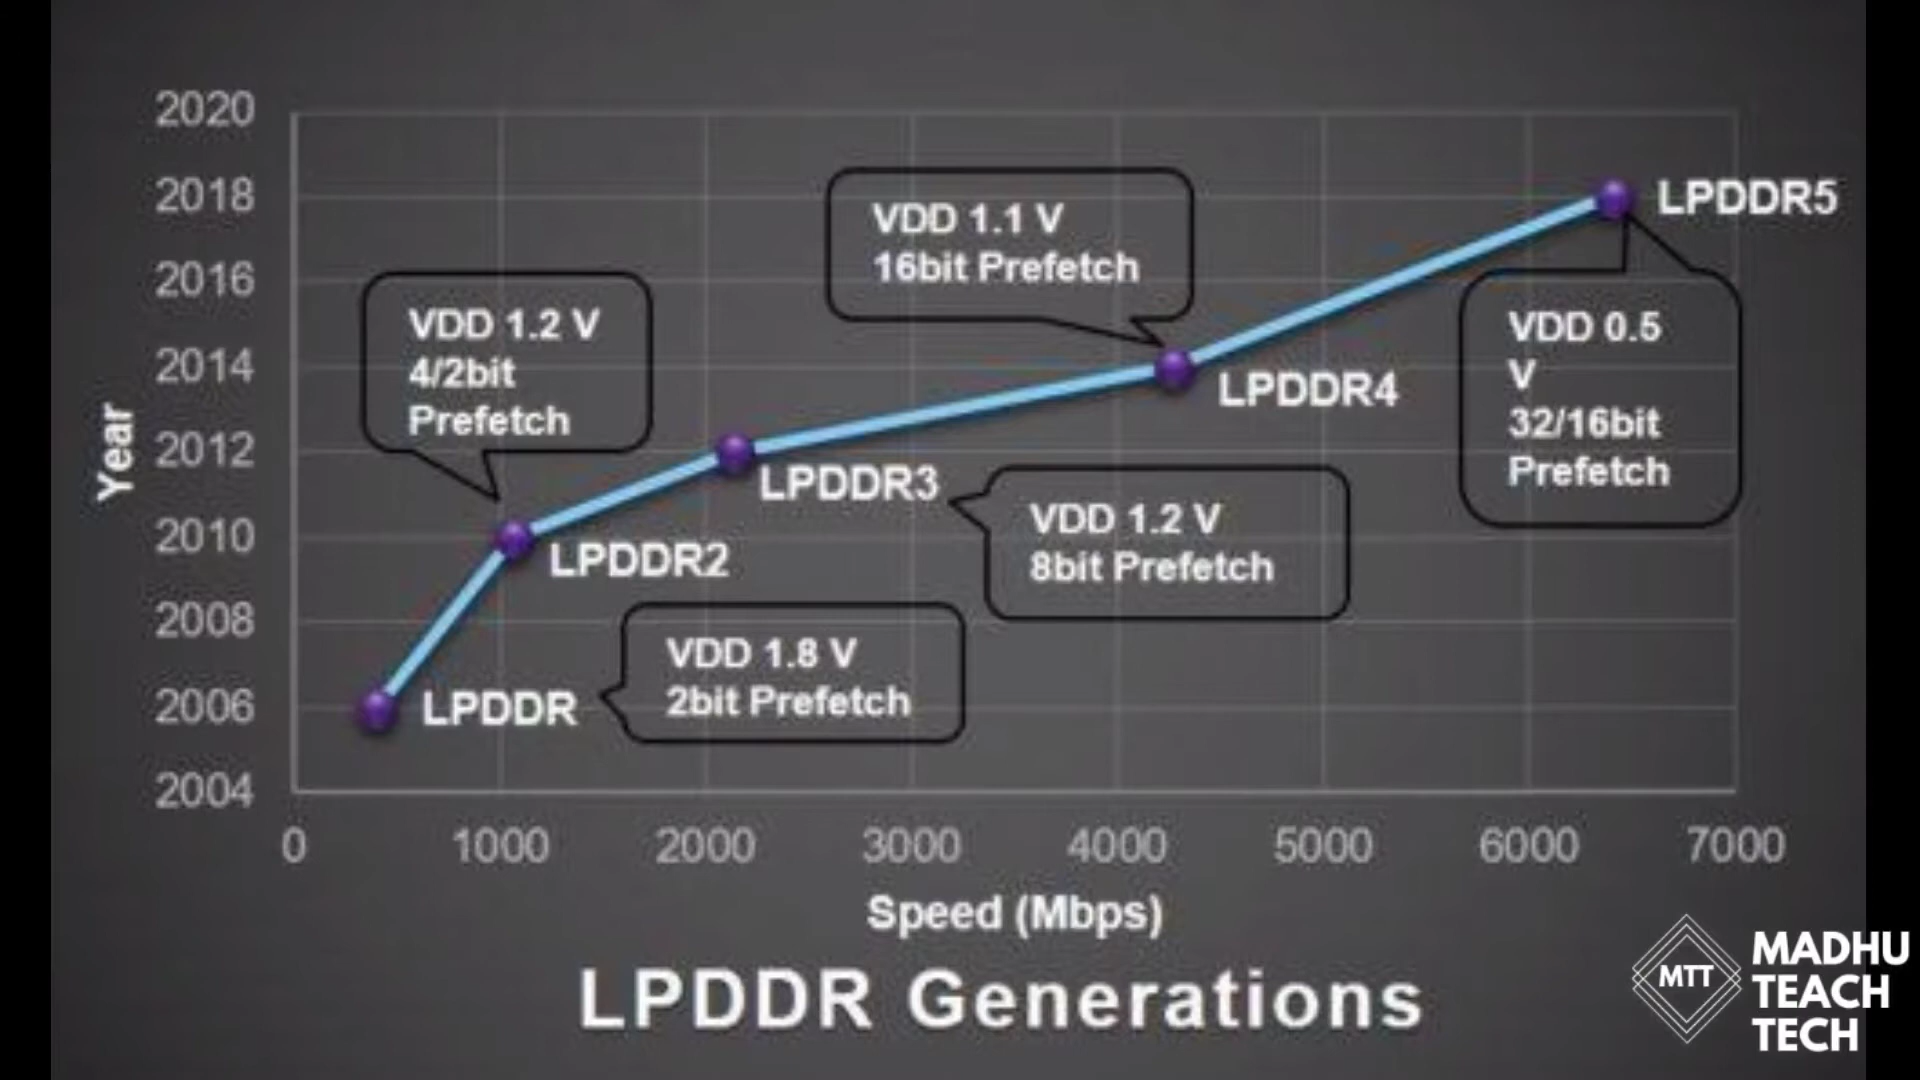 2020
2018
2016
2014
2012
2010
2008
2006
2004
Year
VDD 1.2 V
4/2bit
Prefetch
VDD 1.1 V
16bit Prefetch
LPDDR5
VDD 0.5
V
32/16bit
Prefetch
LPDDR4
LPDDR3
VDD 1.2 V
8bit Prefetch
LPDDR2
VDD 1.8 V
2bit Prefetch
LPDDR
0 1000 2000 3000 4000 5000 6000 7000
Speed (Mbps)
LPDDR Generations
MTT
MADHU
TEACH
TECH